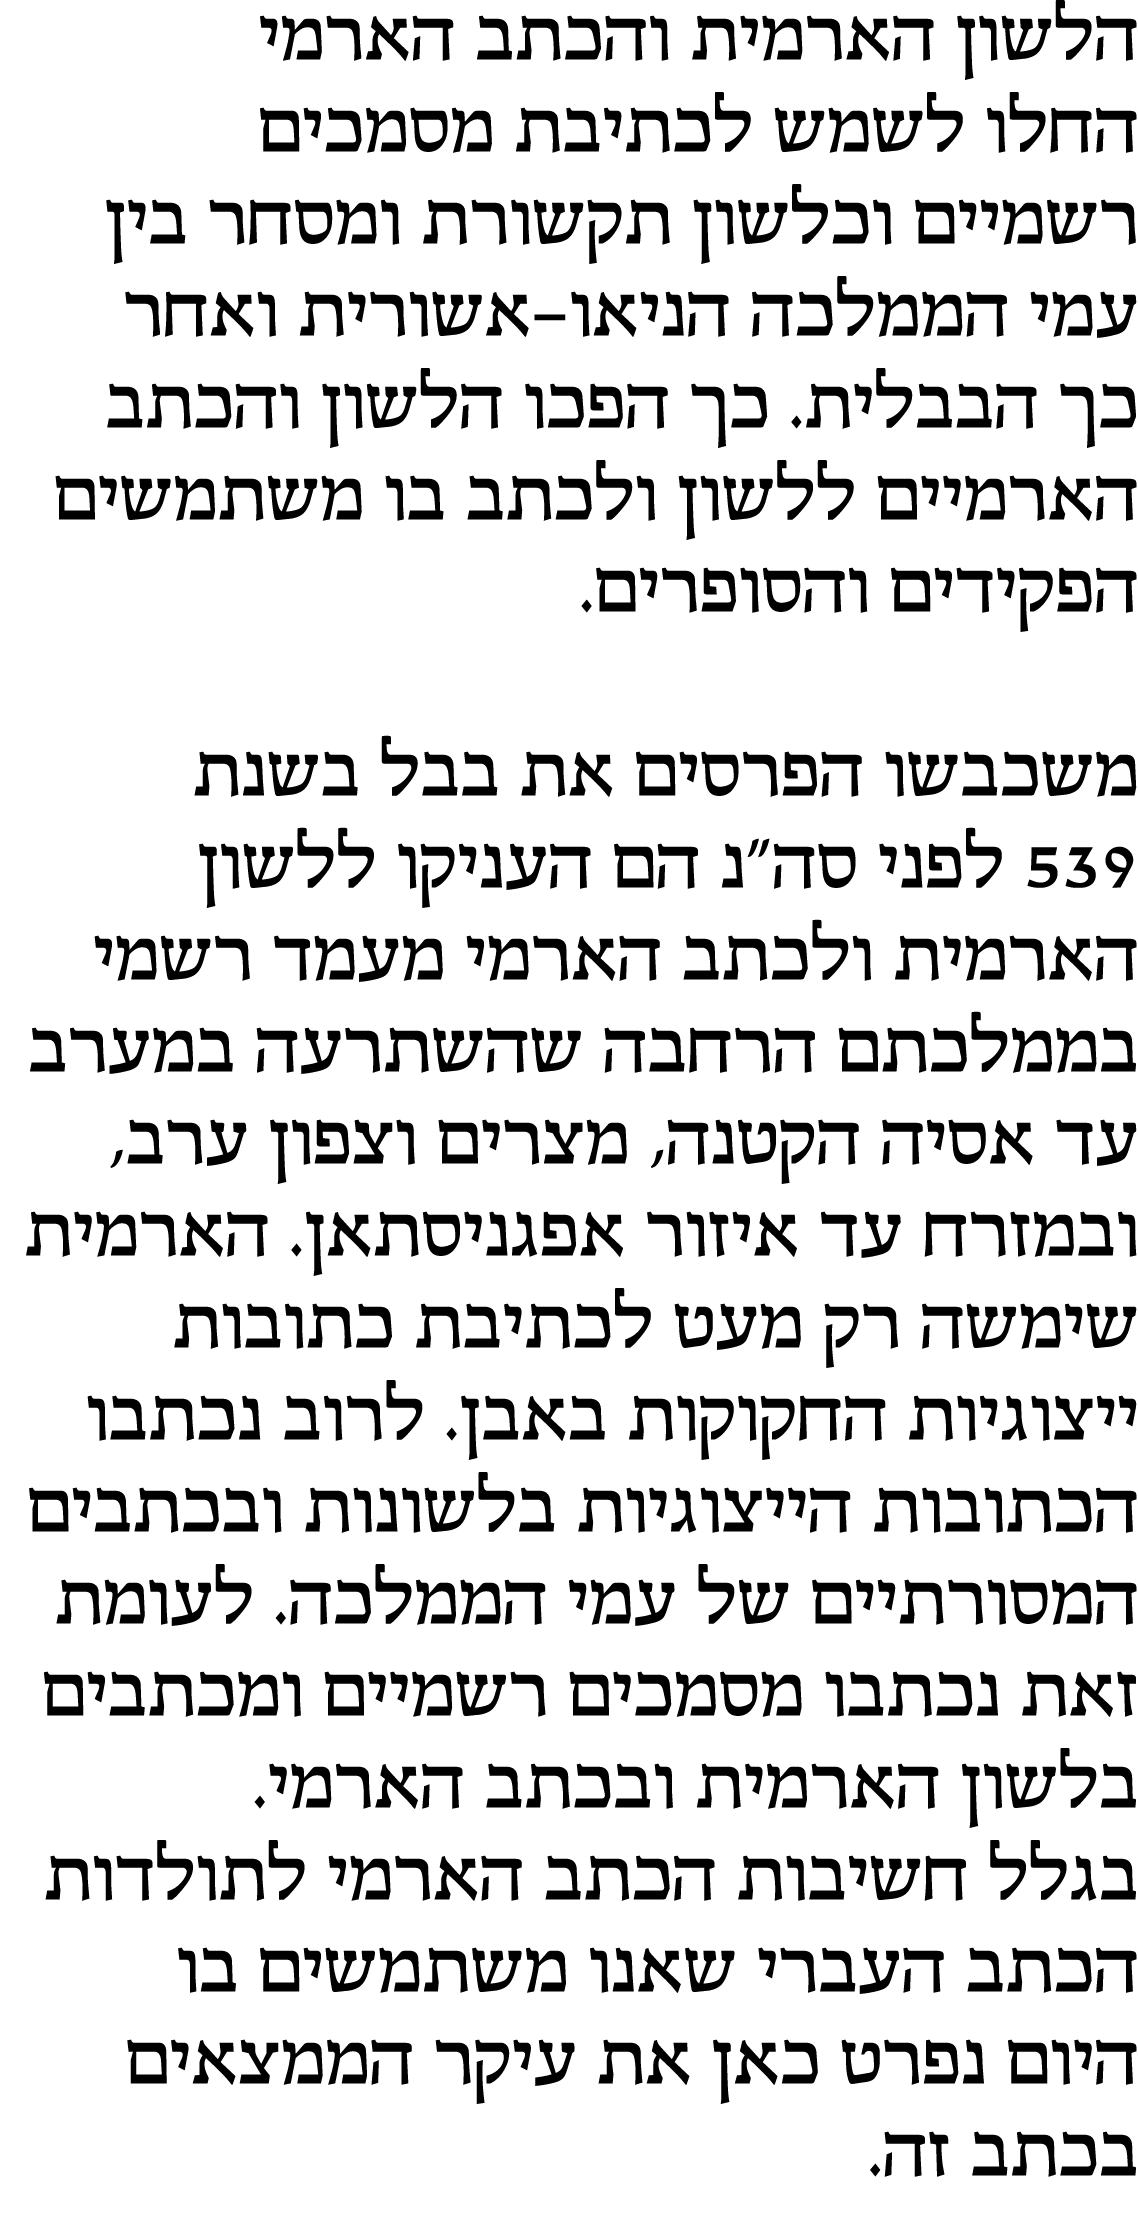 הלשון הארמית והכתב הארמי
החלו לשמש לכתיבת מסמכים
רשמיים וכלשון תקשורת ומסחר בין
עמי הממלכה הניאו-אשורית ואחר
כך הבבלית. כך הפכו הלשון והכתב
הארמיים ללשון ולכתב בו משתמשים
הפקידים והסופרים.

משכבשו הפרסים את בבל בשנת
539 לפני סה"נ הם העניקו ללשון
הארמית ולכתב הארמי מעמד רשמי
בממלכתם הרחבה שהשתרעה במערב
עד אסיה הקטנה, מצרים וצפון ערב,
ובמזרח עד איזור אפגניסתאן. הארמית
שימשה רק מעט לכתיבת כתובות
ייצוגיות החקוקות באבן. לרוב נכתבו
הכתובות הייצוגיות בלשונות ובכתבים
המסורתיים של עמי הממלכה. לעומת
זאת נכתבו מסמכים רשמיים ומכתבים
בלשון הארמית ובכתב הארמי.
בגלל חשיבות הכתב הארמי לתולדות
הכתב העברי שאנו משתמשים בו
היום נפרט כאן את עיקר הממצאים
בכתב זה.